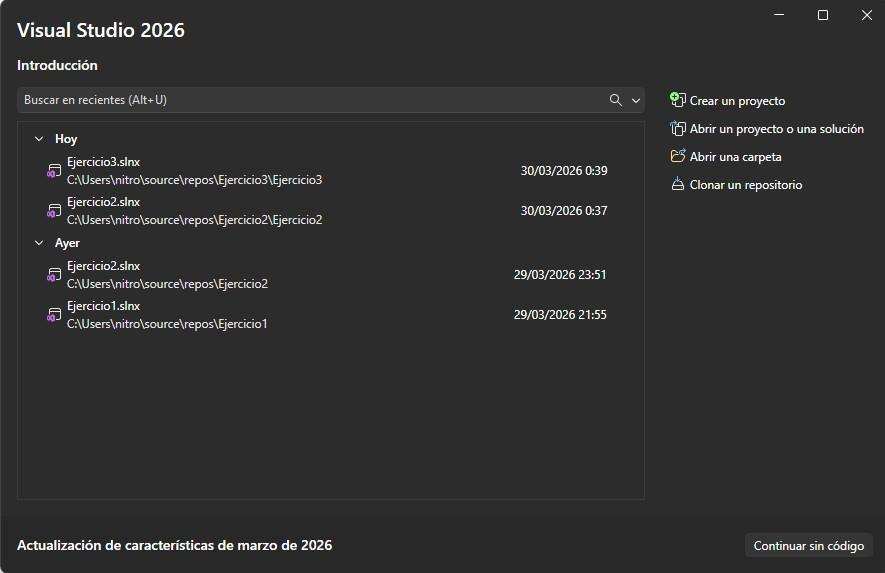 Visual Studio 2026
Introducción
Buscar en recientes (Alt+U)
Hoy
Ejercicio3.slnx
C:\Users\nitro\source\repos\Ejercicio3\Ejercicio3
30/03/2026 0:39
Ejercicio2.slnx
C:\Users\nitro\source\repos\Ejercicio2\Ejercicio2
30/03/2026 0:37
Ayer
Ejercicio2.slnx
C:\Users\nitro\source\repos\Ejercicio2
29/03/2026 23:51
Ejercicio1.slnx
C:\Users\nitro\source\repos\Ejercicio1
29/03/2026 21:55
Crear un proyecto
Abrir un proyecto o una solución
Abrir una carpeta
Clonar un repositorio
Actualización de características de marzo de 2026
Continuar sin código